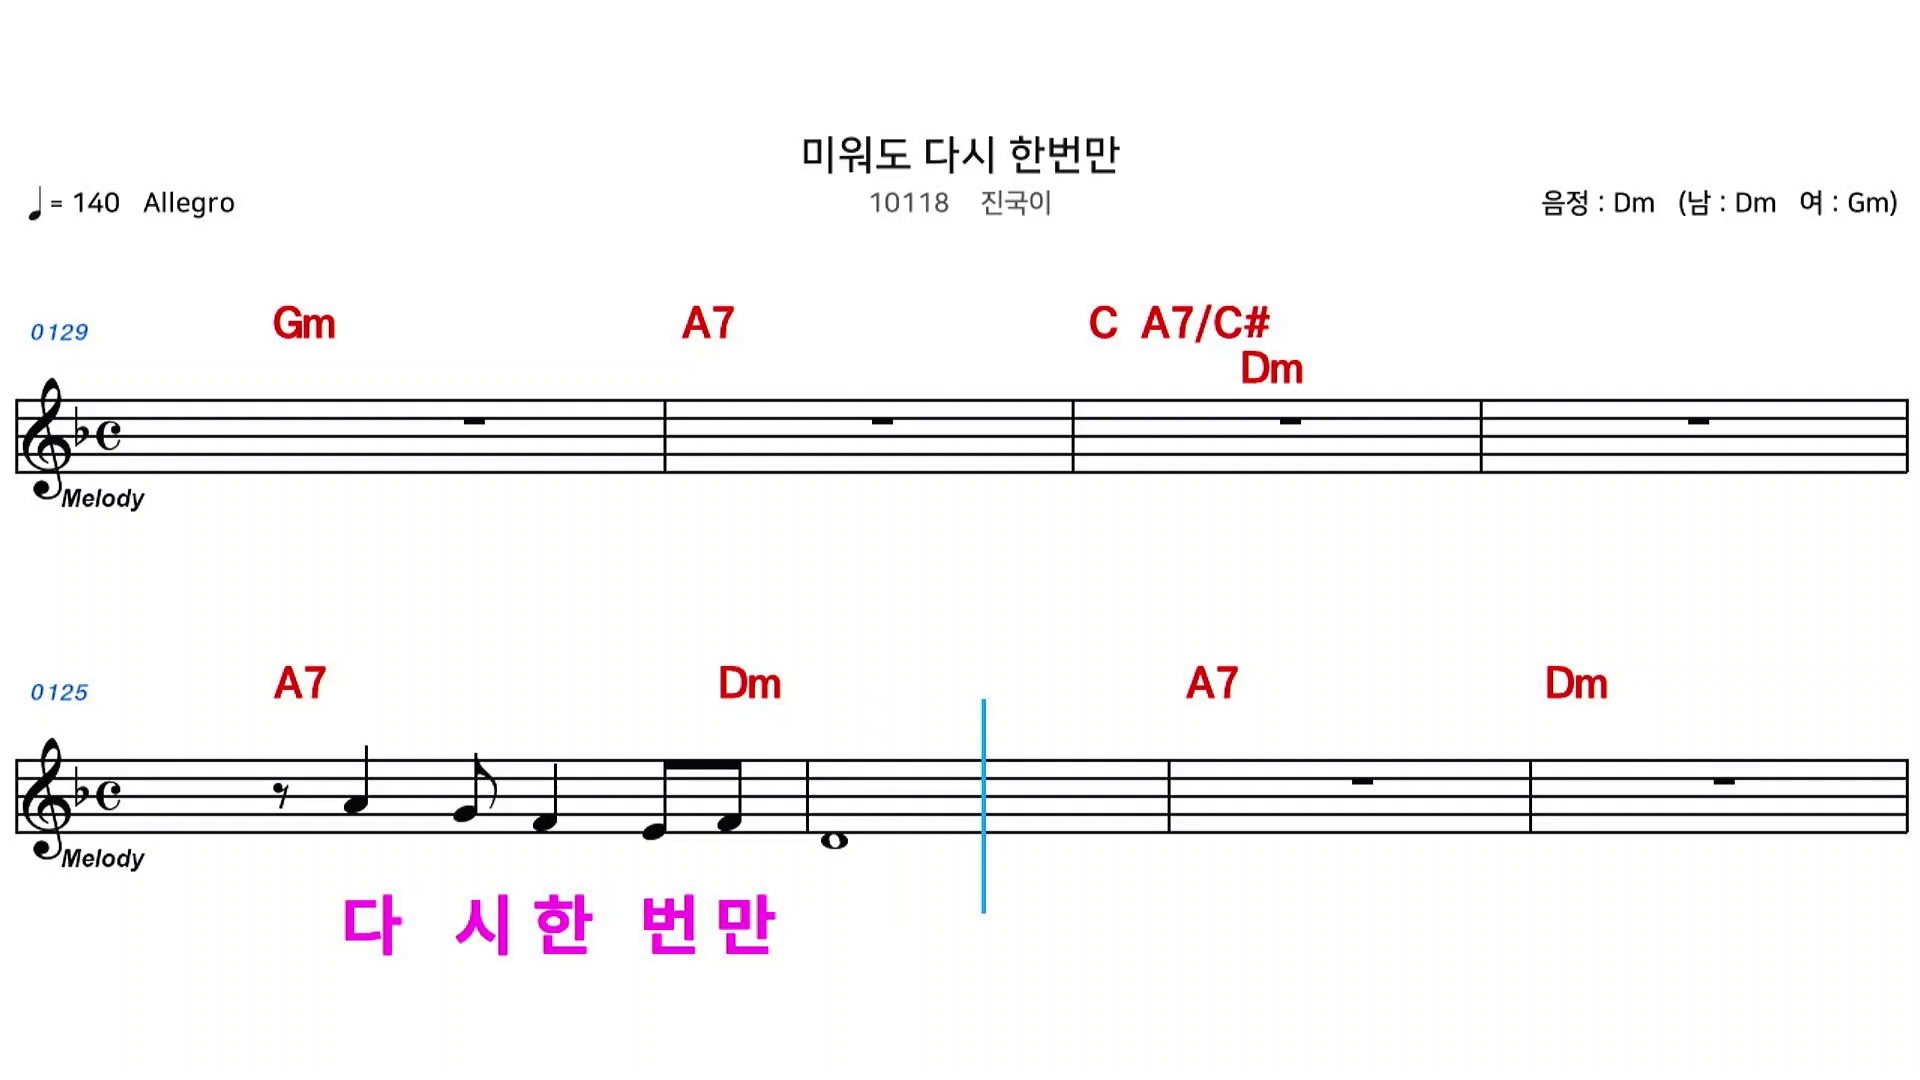 미워도 다시 한번만
♩ = 140 Allegro 10118 진국이 음정 : Dm (남 : Dm 여 : Gm)
0129 Gm A7 C A7/C#
Dm
Melody
0125 A7 Dm A7 Dm
Melody
다 시 한 번 만